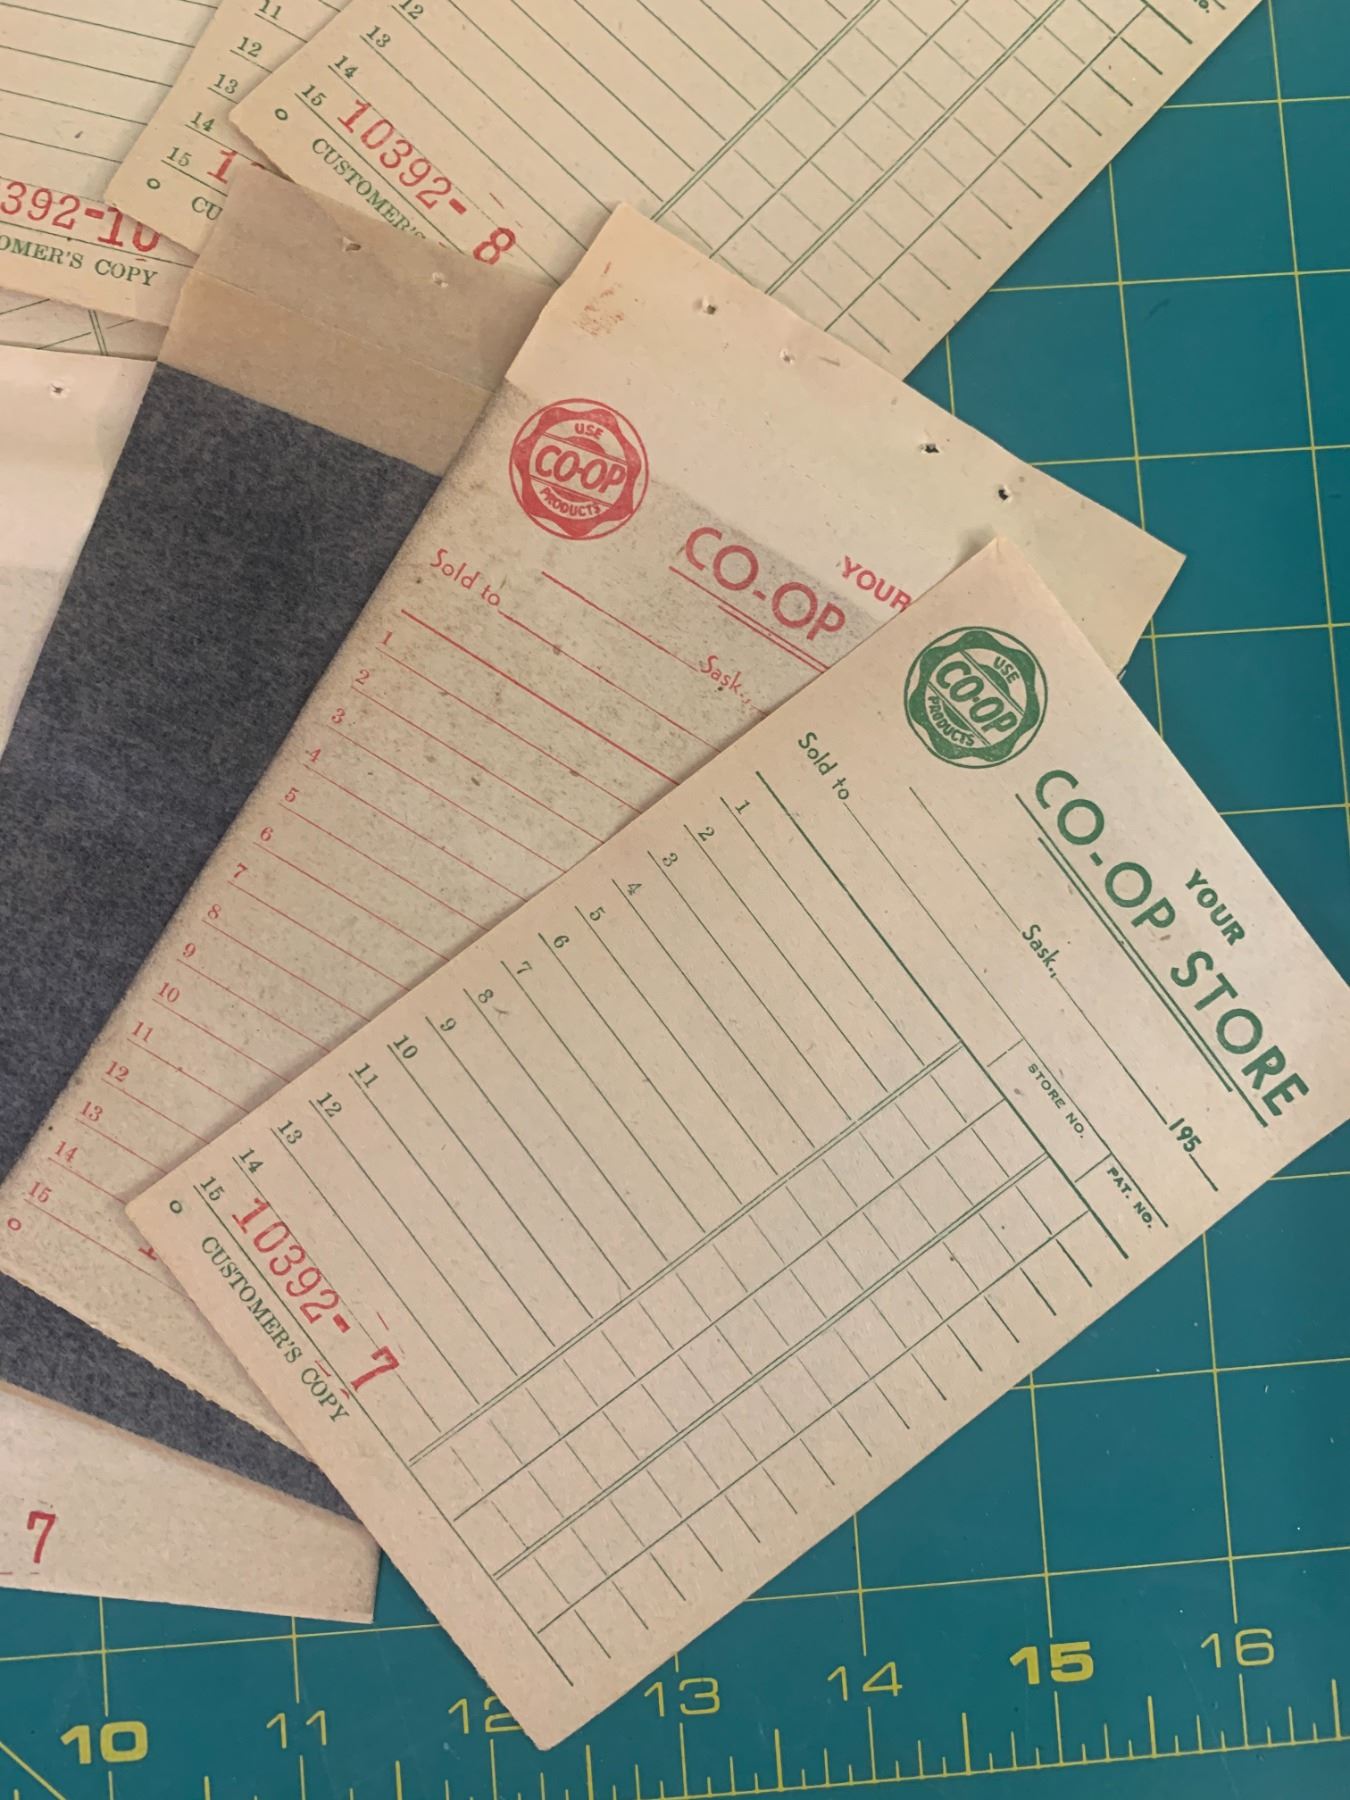 11
12
13
14
15
o
CU
12
13
14
15
o
10392- 8
CUSTOMER'S
392-10
OMER'S COPY
USE
CO-OP
PRODUCTS
YOUR
CO-OP
Sold to
Sask.,
1
2
3
4
5
6
7
8
9
10
11
12
13
14
15
o
USE
CO-OP
PRODUCTS
YOUR
CO-OP STORE
Sask., 195
Sold to
STORE NO.
PAT. NO.
1
2
3
4
5
6
7
8
9
10
11
12
13
14
15
o
10392- 7
CUSTOMER'S COPY
7
10 11 12 13 14 15 16